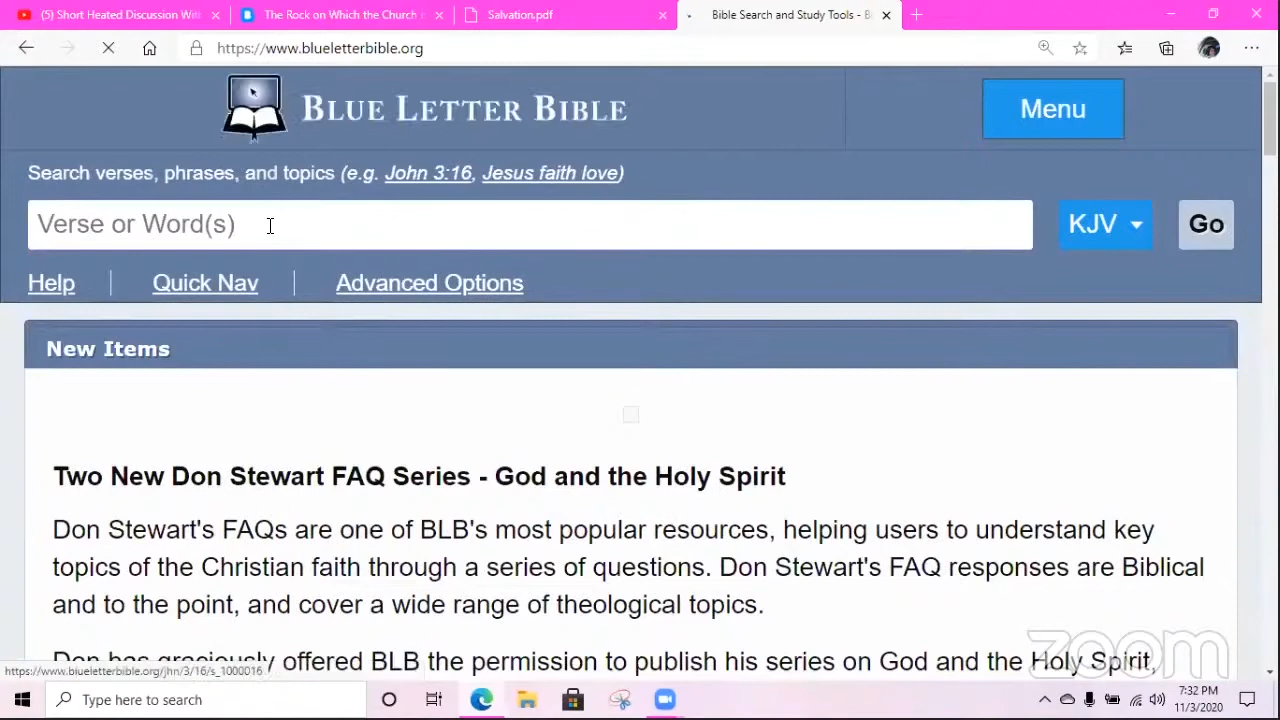 (5) Short Heated Discussion With
The Rock on Which the Church i
Salvation.pdf
Bible Search and Study Tools - B
https://www.blueletterbible.org
BLUE LETTER BIBLE
Menu
Search verses, phrases, and topics (e.g. John 3:16, Jesus faith love)
Verse or Word(s)
KJV
Go
Help
Quick Nav
Advanced Options
New Items
Two New Don Stewart FAQ Series - God and the Holy Spirit
Don Stewart's FAQs are one of BLB's most popular resources, helping users to understand key
topics of the Christian faith through a series of questions. Don Stewart's FAQ responses are Biblical
and to the point, and cover a wide range of theological topics.
Don has graciously offered BLB the permission to publish his series on God and the Holy Spirit,
zoom
https://www.blueletterbible.org/jhn/3/16/s_1000016
Type here to search
7:32 PM
11/3/2020